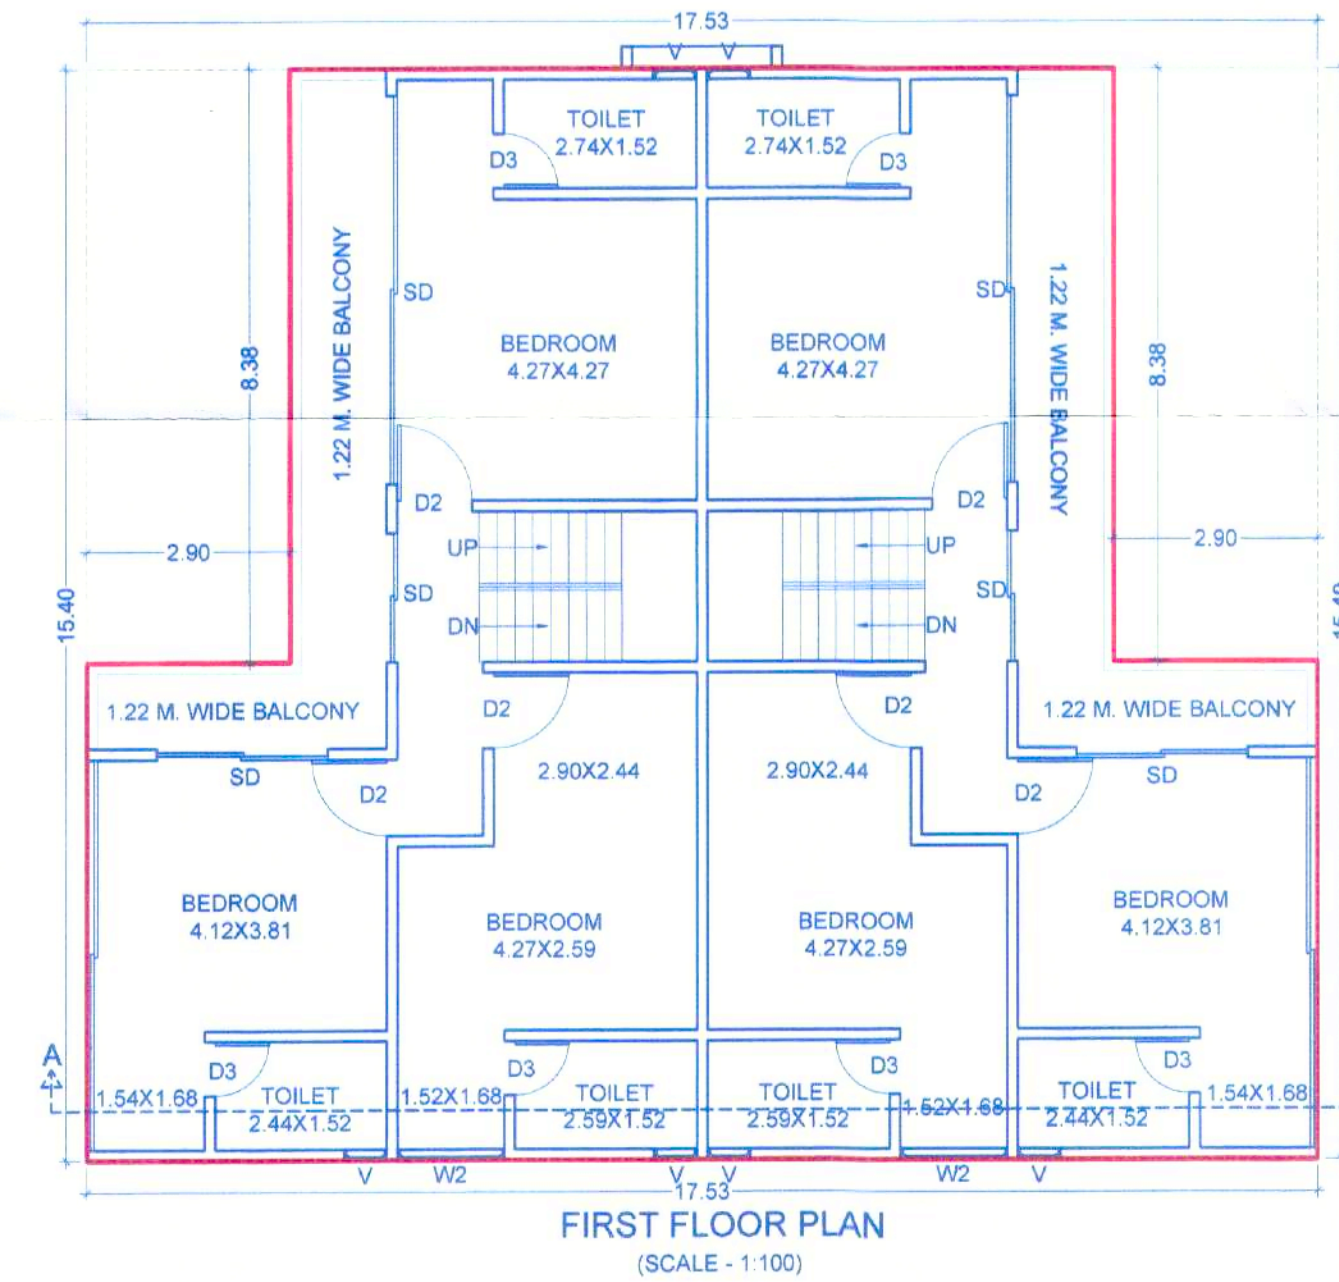 17.53
V V
TOILET
2.74X1.52
TOILET
2.74X1.52
D3
D3
1.22 M. WIDE BALCONY
1.22 M. WIDE BALCONY
SD
SD
BEDROOM
4.27X4.27
BEDROOM
4.27X4.27
8.38
8.38
D2
D2
2.90
2.90
UP
UP
SD
SD
DN
DN
15.40
15.40
1.22 M. WIDE BALCONY
D2
D2
1.22 M. WIDE BALCONY
SD
D2
2.90X2.44
2.90X2.44
D2
SD
BEDROOM
4.12X3.81
BEDROOM
4.27X2.59
BEDROOM
4.27X2.59
BEDROOM
4.12X3.81
A
D3
D3
D3
D3
1.54X1.68
TOILET
2.44X1.52
1.52X1.68
TOILET
2.59X1.52
TOILET
2.59X1.52
1.52X1.68
TOILET
2.44X1.52
1.54X1.68
V W2 V V W2 V
17.53
FIRST FLOOR PLAN
(SCALE - 1:100)